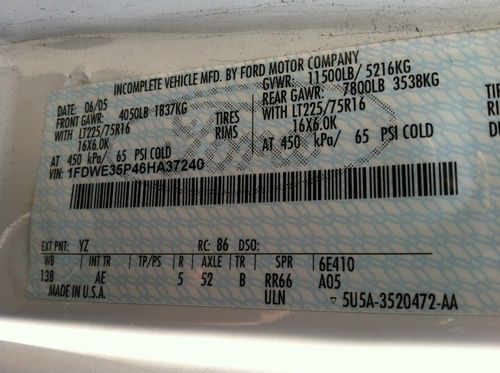 INCOMPLETE VEHICLE MFD. BY FORD MOTOR COMPANY
DATE: 06/05 GVWR: 11500LB/ 5216KG
FRONT GAWR: 4050LB 1837KG REAR GAWR: 7800LB 3538KG
WITH LT225/75R16 TIRES WITH LT225/75R16 TIRE
16X6.0K RIMS 16X6.0K RIM
AT 450 kPa/ 65 PSI COLD AT 450 kPa/ 65 PSI COLD
VIN: 1FDWE35P46HA37240
EXT PNT: YZ RC: 86 DSO:
WB INT TR TP/PS R AXLE TR SPR 6E410
138 AE 5 52 B RR66 A05
MADE IN U.S.A. ULN ▽ 5U5A-3520472-AA